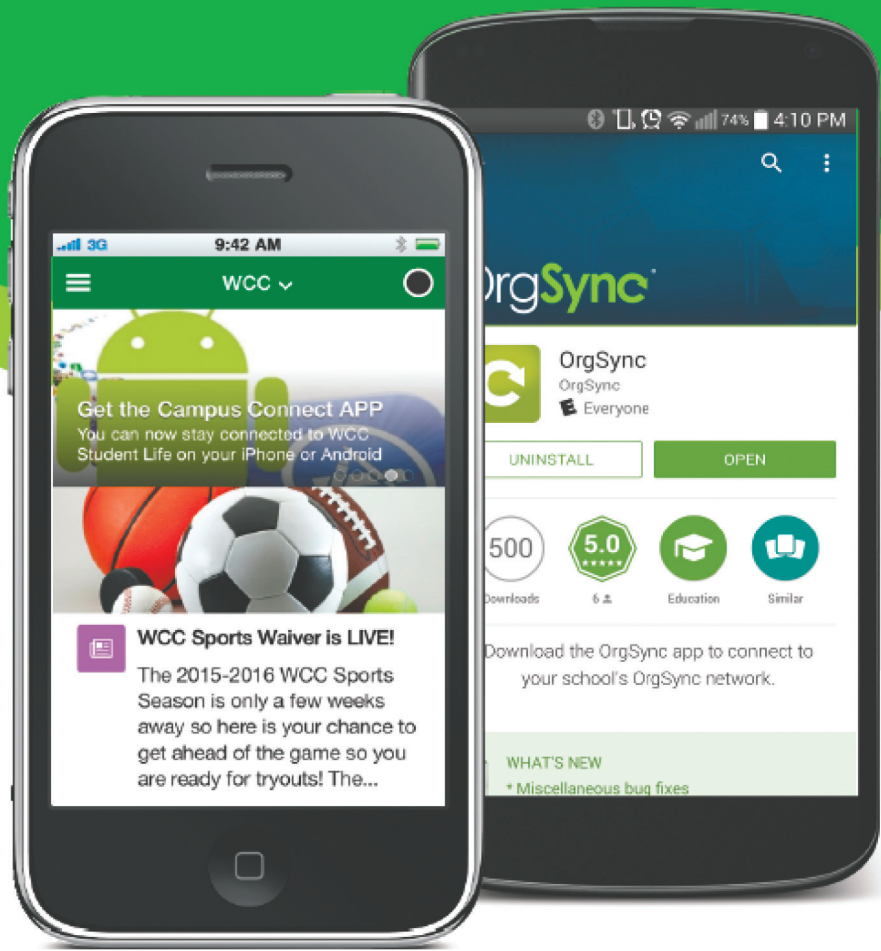 3G 9:42 AM
WCC
Get the Campus Connect APP
You can now stay connected to WCC
Student Life on your iPhone or Android
WCC Sports Waiver is LIVE!
The 2015-2016 WCC Sports
Season is only a few weeks
away so here is your chance to
get ahead of the game so you
are ready for tryouts! The...
74% 4:10 PM
OrgSync
OrgSync
OrgSync
E Everyone
UNINSTALL OPEN
500 5.0
Downloads 6 Education Similar
Download the OrgSync app to connect to
your school's OrgSync network.
WHAT'S NEW
* Miscellaneous bug fixes